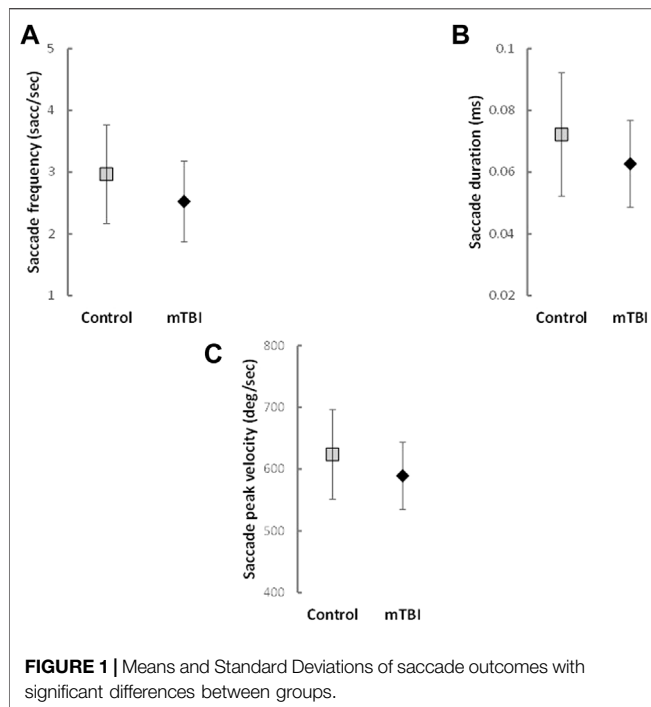 A
B
Saccade frequency (sacc/sec)
5
4
3
2
1
Control mTBI
Saccade duration (ms)
0.1
0.08
0.06
0.04
0.02
Control mTBI
C
Saccade peak velocity (deg/sec)
800
700
600
500
400
Control mTBI
FIGURE 1 | Means and Standard Deviations of saccade outcomes with
significant differences between groups.